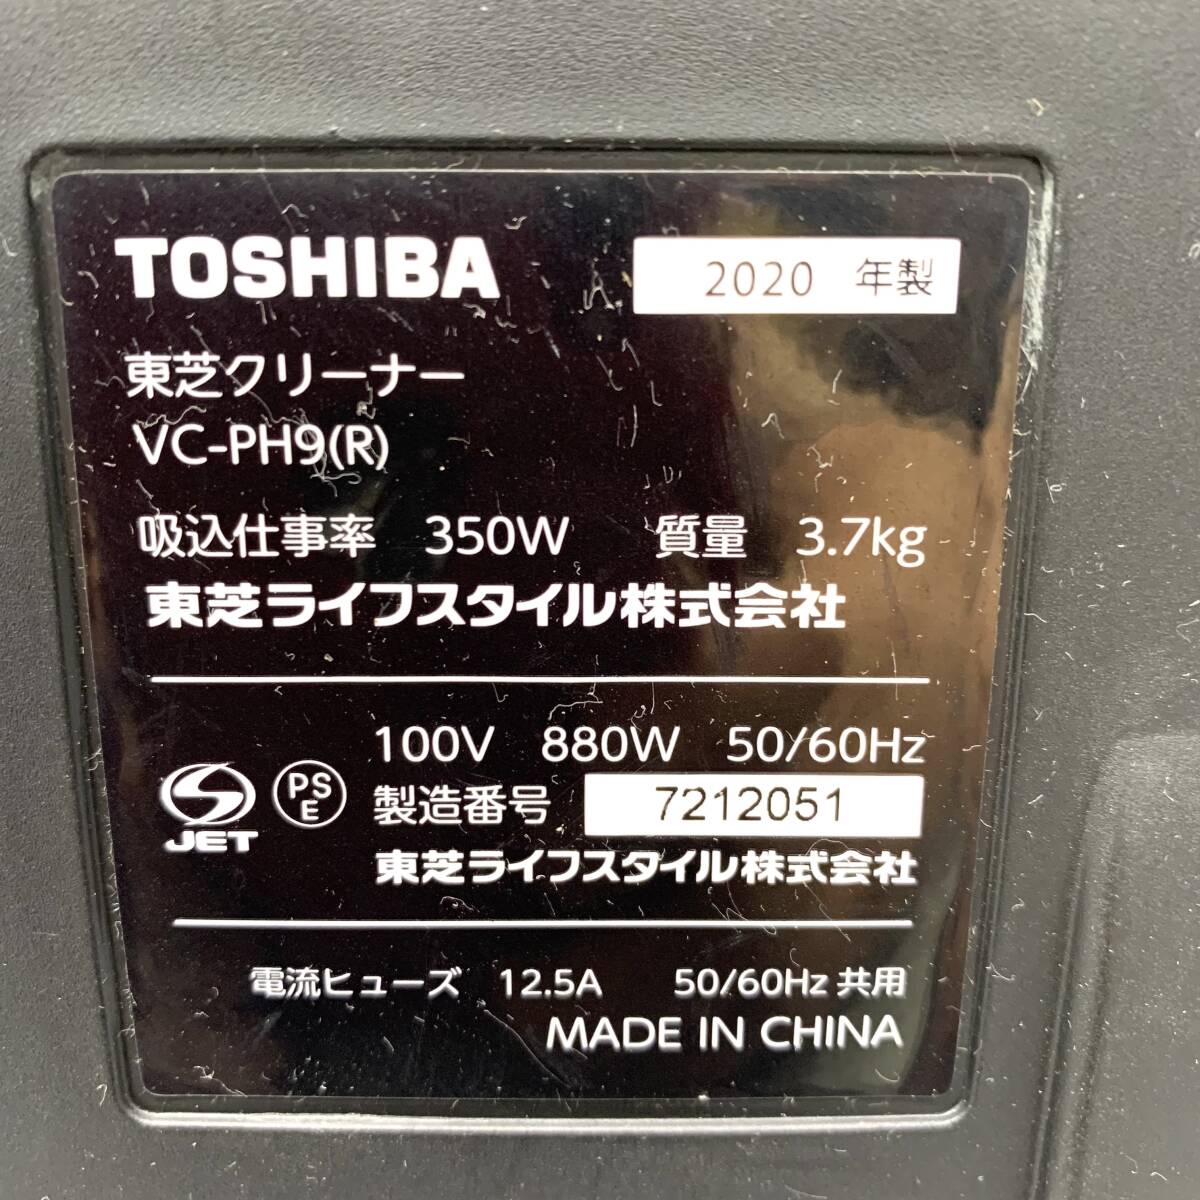 TOSHIBA 2020 年製
東芝クリーナー
VC-PH9(R)
吸込仕事率 350W 質量 3.7kg
東芝ライフスタイル株式会社
100V 880W 50/60Hz
JET PSE 製造番号 7212051
東芝ライフスタイル株式会社
電流ヒューズ 12.5A 50/60Hz 共用
MADE IN CHINA